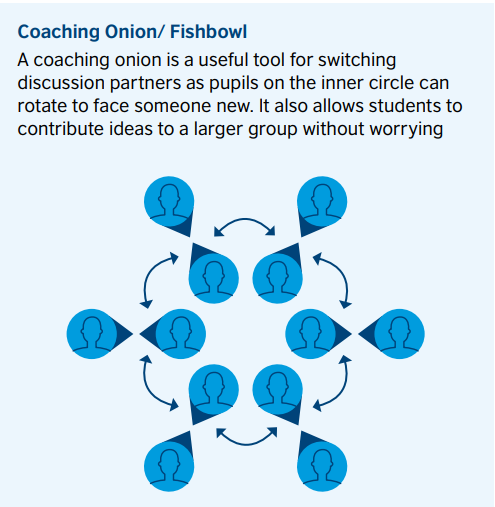 Coaching Onion/ Fishbowl
A coaching onion is a useful tool for switching
discussion partners as pupils on the inner circle can
rotate to face someone new. It also allows students to
contribute ideas to a larger group without worrying